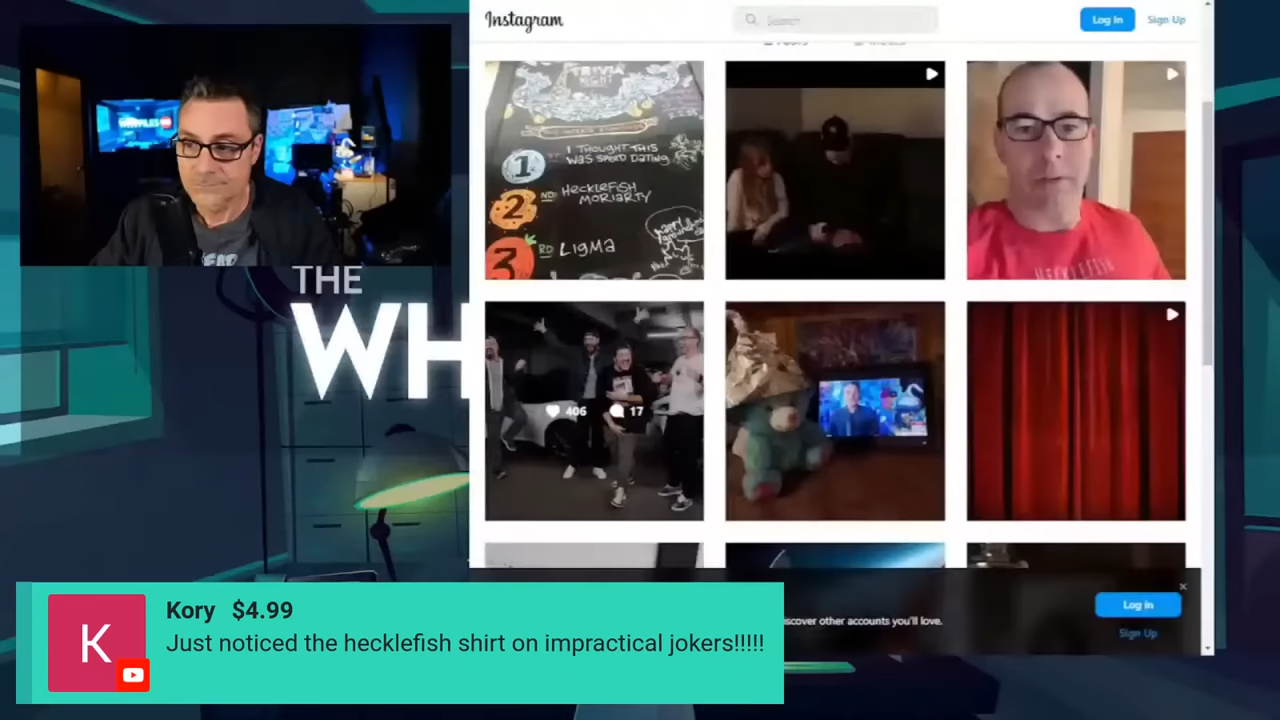 Instagram
Search
Log In
Sign Up
TRIVIA
1
I THOUGHT THIS
WAS SPEED DATING
2
ND
HECKLEFISH
MORIARTY
3
RD
LIGMA
HECKLEFISH
406
17
THE
WH
iscover other accounts you'll love.
Log in
Sign Up
K
Kory $4.99
Just noticed the hecklefish shirt on impractical jokers!!!!!